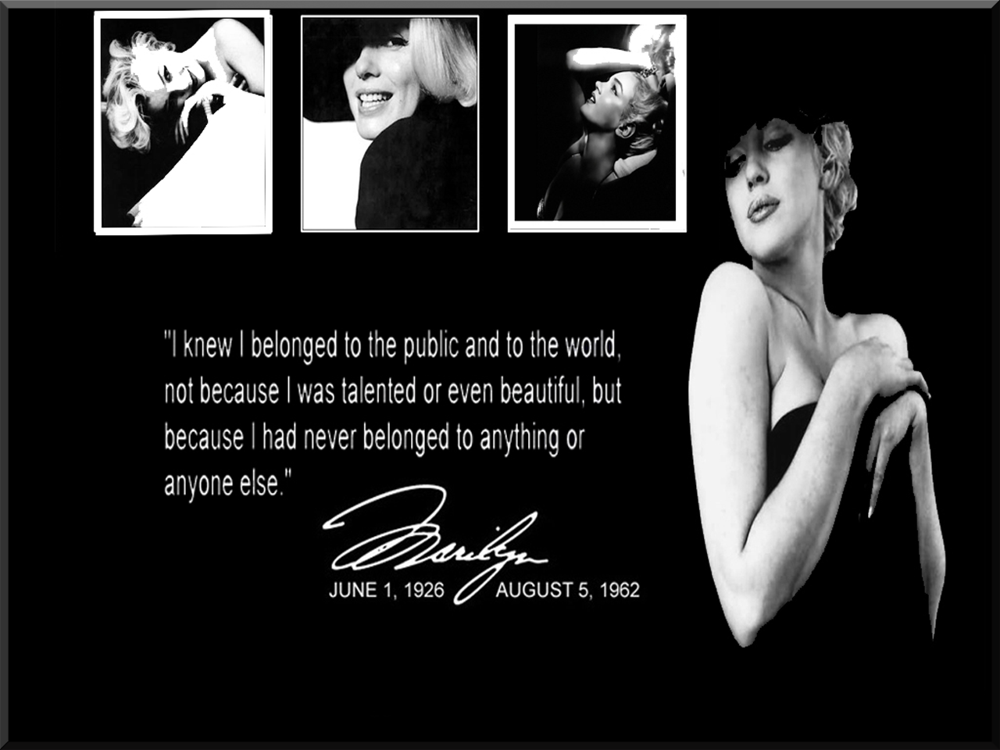 "I knew I belonged to the public and to the world,
not because I was talented or even beautiful, but
because I had never belonged to anything or
anyone else."
Marilyn
JUNE 1, 1926 AUGUST 5, 1962